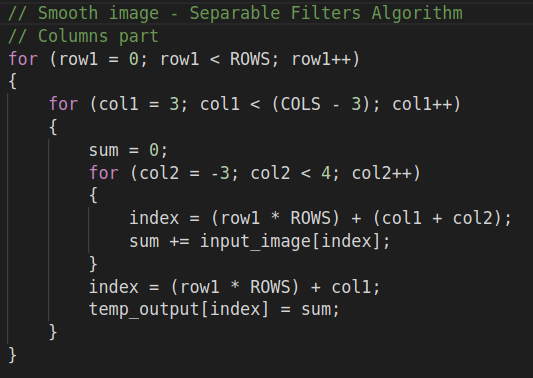 // Smooth image - Separable Filters Algorithm
// Columns part
for (row1 = 0; row1 < ROWS; row1++)
{
    for (col1 = 3; col1 < (COLS - 3); col1++)
    {
        sum = 0;
        for (col2 = -3; col2 < 4; col2++)
        {
            index = (row1 * ROWS) + (col1 + col2);
            sum += input_image[index];
        }
        index = (row1 * ROWS) + col1;
        temp_output[index] = sum;
    }
}